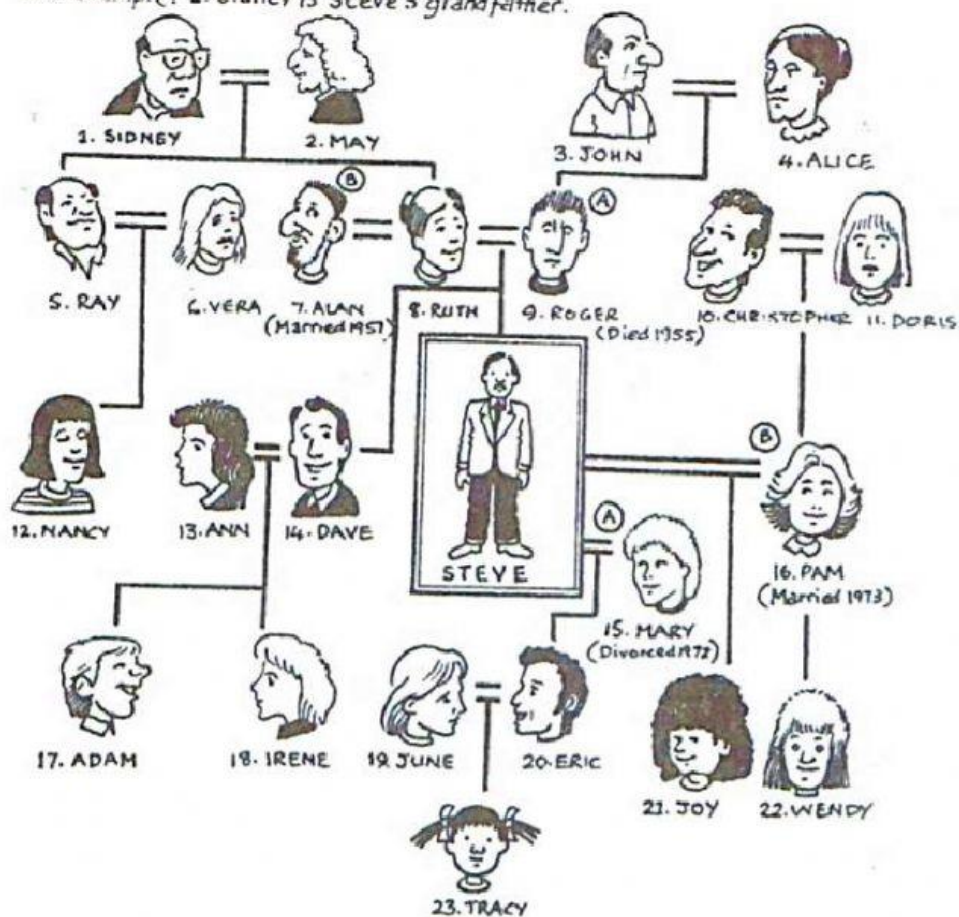 1. Sidney is Steve's grandfather.
1. SIDNEY
2. MAY
3. JOHN
4. ALICE
B
A
5. RAY
6. VERA
7. ALAN
(Married 1957)
8. RUTH
9. ROGER
(Died 1955)
10. CHRISTOPHER
11. DORIS
B
12. NANCY
13. ANN
14. DAVE
STEVE
A
15. MARY
(Divorced 1972)
16. PAM
(Married 1973)
17. ADAM
18. IRENE
19. JUNE
20. ERIC
21. JOY
22. WENDY
23. TRACY